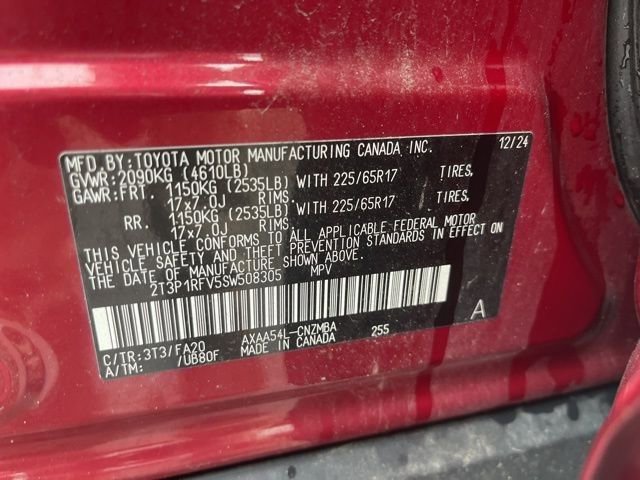 MFD.BY:TOYOTA MOTOR MANUFACTURING CANADA INC. 12/24
GVWR:2090KG (4610LB)
GAWR:FRT. 1150KG (2535LB) WITH 225/65R17 TIRES.
17x7.0J RIMS.
RR. 1150KG (2535LB) WITH 225/65R17 TIRES.
17x7.0J RIMS.
THIS VEHICLE CONFORMS TO ALL APPLICABLE FEDERAL MOTOR
VEHICLE SAFETY AND THEFT PREVENTION STANDARDS IN EFFECT ON
THE DATE OF MANUFACTURE SHOWN ABOVE.
2T3P1RFV5SW508305 MPV
A
C/TR:3T3/FA20 AXAA54L-CNZMBA 255
A/TM: /U680F MADE IN CANADA